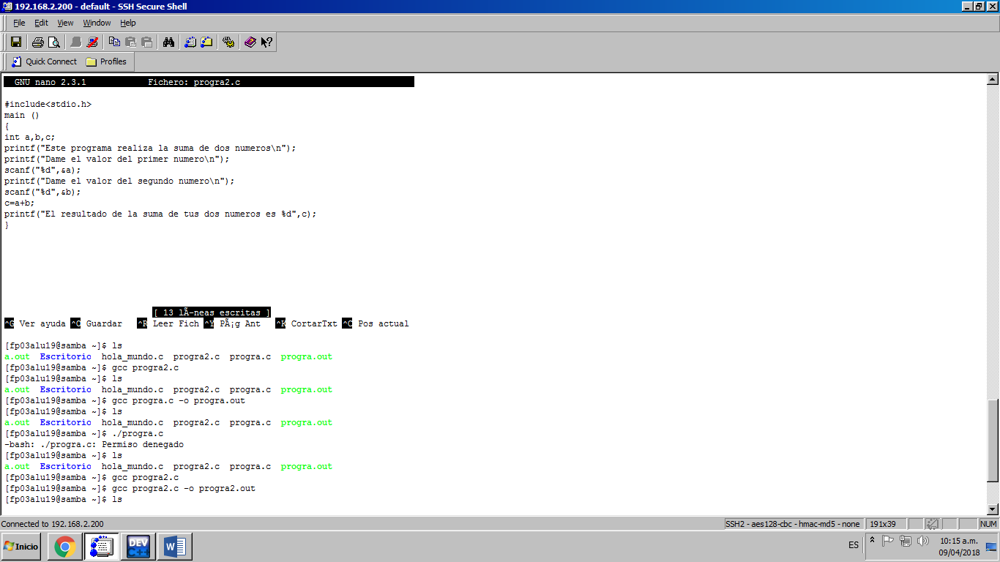 192.168.2.200 - default - SSH Secure Shell
File Edit View Window Help
Quick Connect Profiles
GNU nano 2.3.1 Fichero: progra2.c
#include<stdio.h>
main ()
{
int a,b,c;
printf("Este programa realiza la suma de dos numeros\n");
printf("Dame el valor del primer numero\n");
scanf("%d",&a);
printf("Dame el valor del segundo numero\n");
scanf("%d",&b);
c=a+b;
printf("El resultado de la suma de tus dos numeros es %d",c);
}
[ 13 lÃ-neas escritas ]
^G Ver ayuda ^O Guardar ^R Leer Fich ^Y PÃ¡g Ant ^K CortarTxt ^C Pos actual
[fp03alu19@samba ~]$ ls
a.out Escritorio hola_mundo.c progra2.c progra.c progra.out
[fp03alu19@samba ~]$ gcc progra2.c
[fp03alu19@samba ~]$ ls
a.out Escritorio hola_mundo.c progra2.c progra.c progra.out
[fp03alu19@samba ~]$ gcc progra.c -o progra.out
[fp03alu19@samba ~]$ ls
a.out Escritorio hola_mundo.c progra2.c progra.c progra.out
[fp03alu19@samba ~]$ ./progra.c
-bash: ./progra.c: Permiso denegado
[fp03alu19@samba ~]$ ls
a.out Escritorio hola_mundo.c progra2.c progra.c progra.out
[fp03alu19@samba ~]$ gcc progra2.c
[fp03alu19@samba ~]$ gcc progra2.c -o progra2.out
[fp03alu19@samba ~]$ ls
Connected to 192.168.2.200 SSH2 - aes128-cbc - hmac-md5 - none 191x39 NUM
Inicio DEV C++ W ES 10:15 a.m.
09/04/2018